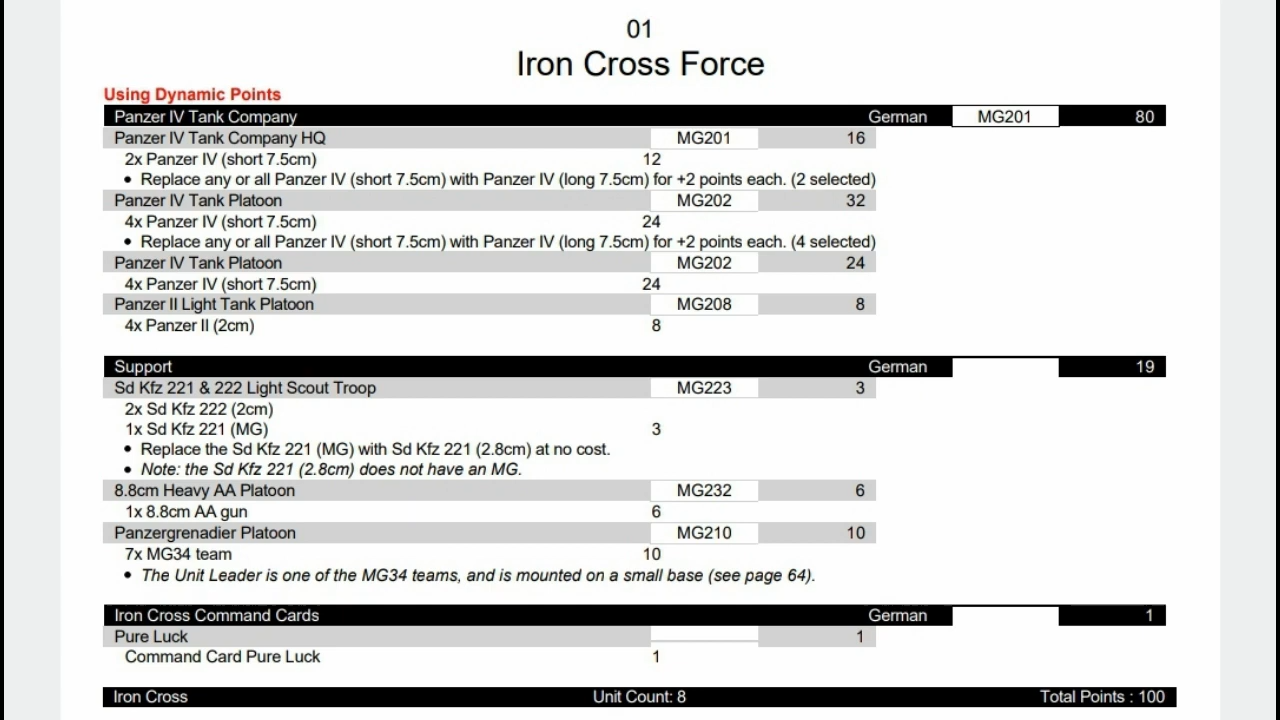 01
Iron Cross Force
Using Dynamic Points
Panzer IV Tank Company German MG201 80
Panzer IV Tank Company HQ MG201 16
2x Panzer IV (short 7.5cm) 12
• Replace any or all Panzer IV (short 7.5cm) with Panzer IV (long 7.5cm) for +2 points each. (2 selected)
Panzer IV Tank Platoon MG202 32
4x Panzer IV (short 7.5cm) 24
• Replace any or all Panzer IV (short 7.5cm) with Panzer IV (long 7.5cm) for +2 points each. (4 selected)
Panzer IV Tank Platoon MG202 24
4x Panzer IV (short 7.5cm) 24
Panzer II Light Tank Platoon MG208 8
4x Panzer II (2cm) 8
Support German 19
Sd Kfz 221 & 222 Light Scout Troop MG223 3
2x Sd Kfz 222 (2cm)
1x Sd Kfz 221 (MG) 3
• Replace the Sd Kfz 221 (MG) with Sd Kfz 221 (2.8cm) at no cost.
• Note: the Sd Kfz 221 (2.8cm) does not have an MG.
8.8cm Heavy AA Platoon MG232 6
1x 8.8cm AA gun 6
Panzergrenadier Platoon MG210 10
7x MG34 team 10
• The Unit Leader is one of the MG34 teams, and is mounted on a small base (see page 64).
Iron Cross Command Cards German 1
Pure Luck 1
Command Card Pure Luck 1
Iron Cross Unit Count: 8 Total Points : 100